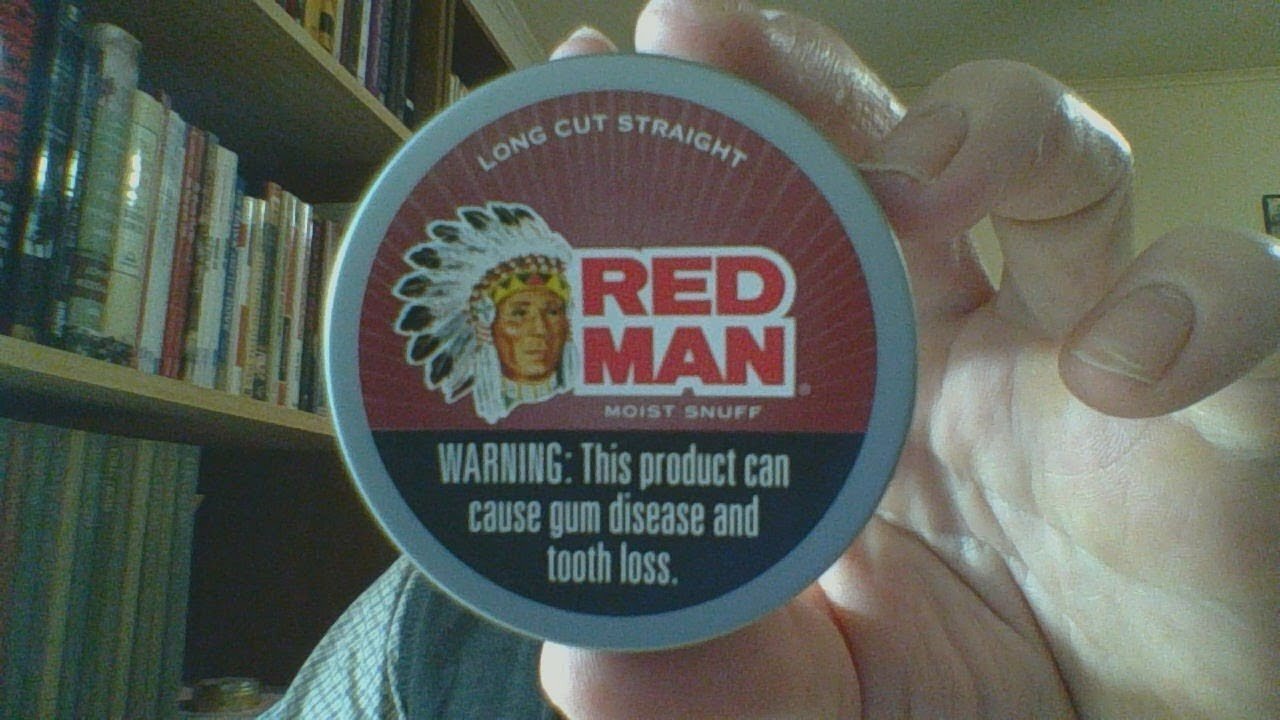 LONG CUT STRAIGHT
RED
MAN
MOIST SNUFF
WARNING: This product can
cause gum disease and
tooth loss.